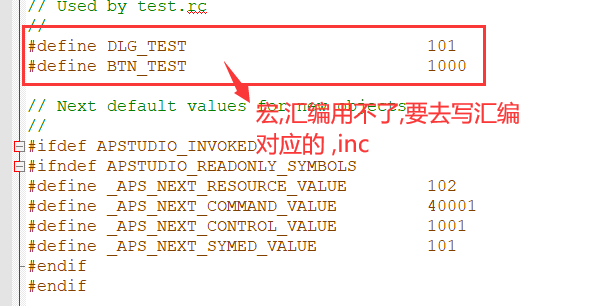 // Used by test.rc
//
#define DLG_TEST 101
#define BTN_TEST 1000
// Next default values for new objects
//
宏,汇编用不了,要去写汇编
对应的 ,inc
#ifdef APSTUDIO_INVOKED
#ifndef APSTUDIO_READONLY_SYMBOLS
#define _APS_NEXT_RESOURCE_VALUE 102
#define _APS_NEXT_COMMAND_VALUE 40001
#define _APS_NEXT_CONTROL_VALUE 1001
#define _APS_NEXT_SYMED_VALUE 101
#endif
#endif